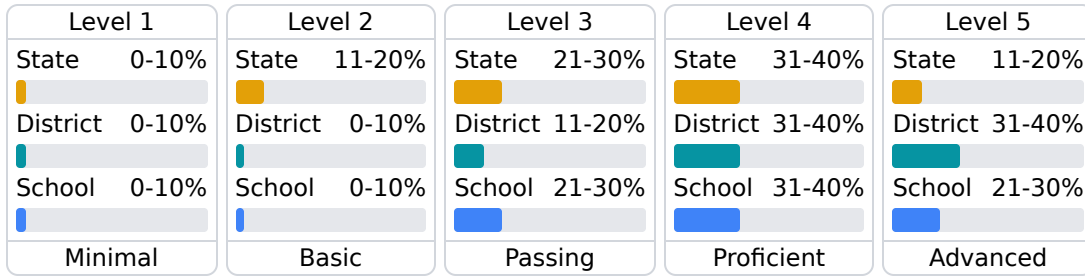 Level 1
State 0-10%
District 0-10%
School 0-10%
Minimal
Level 2
State 11-20%
District 0-10%
School 0-10%
Basic
Level 3
State 21-30%
District 11-20%
School 21-30%
Passing
Level 4
State 31-40%
District 31-40%
School 31-40%
Proficient
Level 5
State 11-20%
District 31-40%
School 21-30%
Advanced